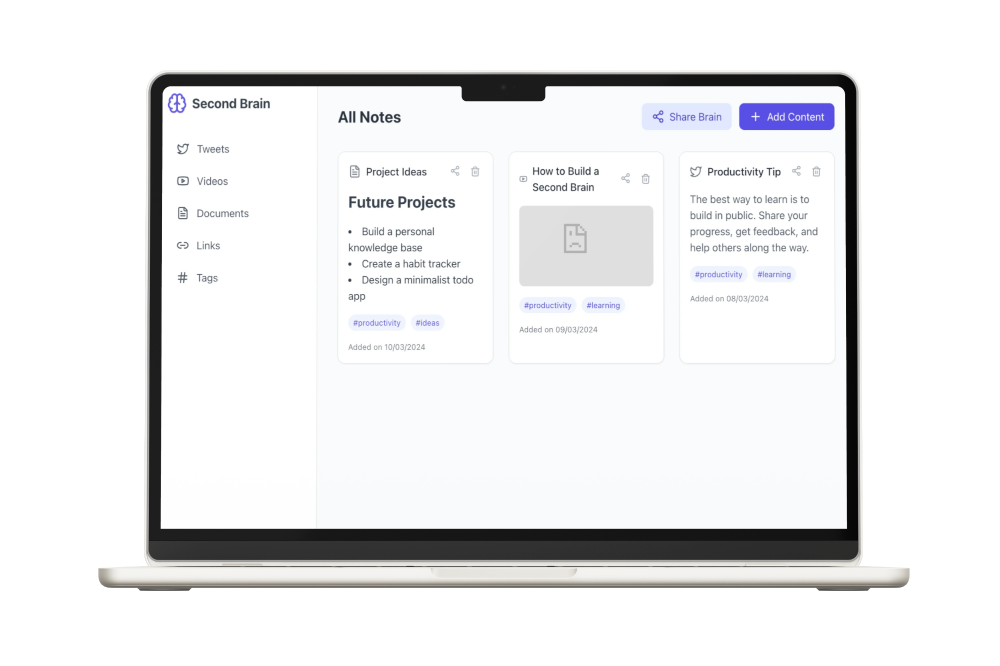 Second Brain
Tweets
Videos
Documents
Links
# Tags
All Notes
Share Brain
+ Add Content
Project Ideas
Future Projects
• Build a personal
knowledge base
• Create a habit tracker
• Design a minimalist todo
app
#productivity #ideas
Added on 10/03/2024
How to Build a
Second Brain
#productivity #learning
Added on 09/03/2024
Productivity Tip
The best way to learn is to
build in public. Share your
progress, get feedback, and
help others along the way.
#productivity #learning
Added on 08/03/2024